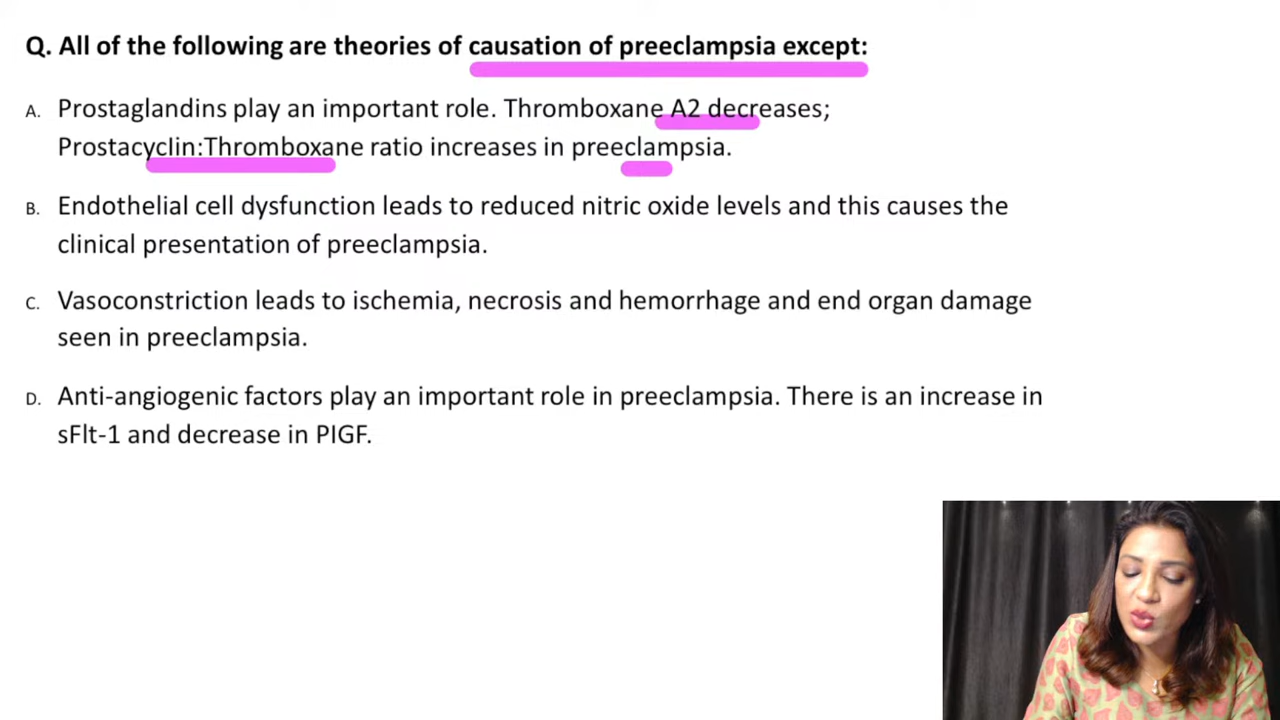 Q. All of the following are theories of causation of preeclampsia except:
A. Prostaglandins play an important role. Thromboxane A2 decreases;
Prostacyclin:Thromboxane ratio increases in preeclampsia.
B. Endothelial cell dysfunction leads to reduced nitric oxide levels and this causes the
clinical presentation of preeclampsia.
C. Vasoconstriction leads to ischemia, necrosis and hemorrhage and end organ damage
seen in preeclampsia.
D. Anti-angiogenic factors play an important role in preeclampsia. There is an increase in
sFlt-1 and decrease in PIGF.